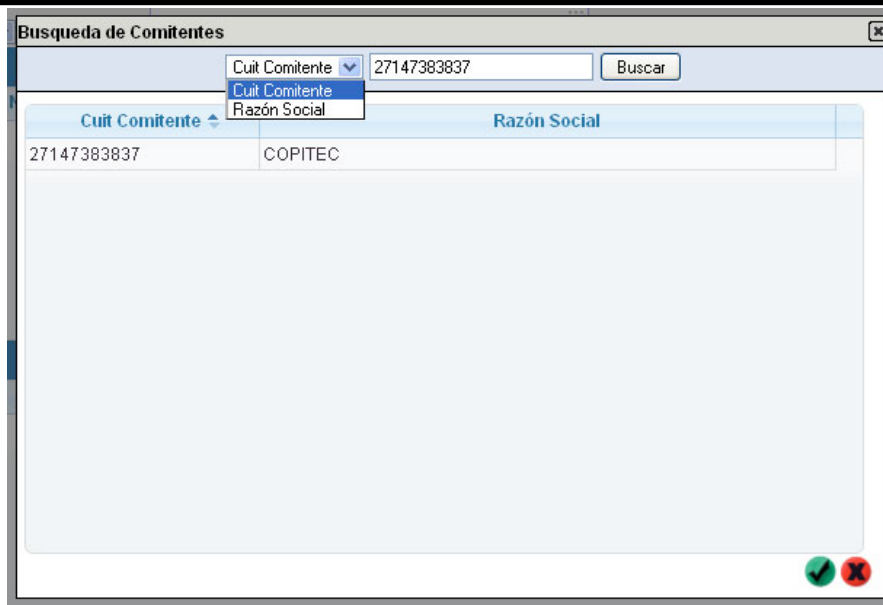 Busqueda de Comitentes
Cuit Comitente 27147383837 Buscar
Cuit Comitente
Razón Social
Cuit Comitente Razón Social
27147383837 COPITEC